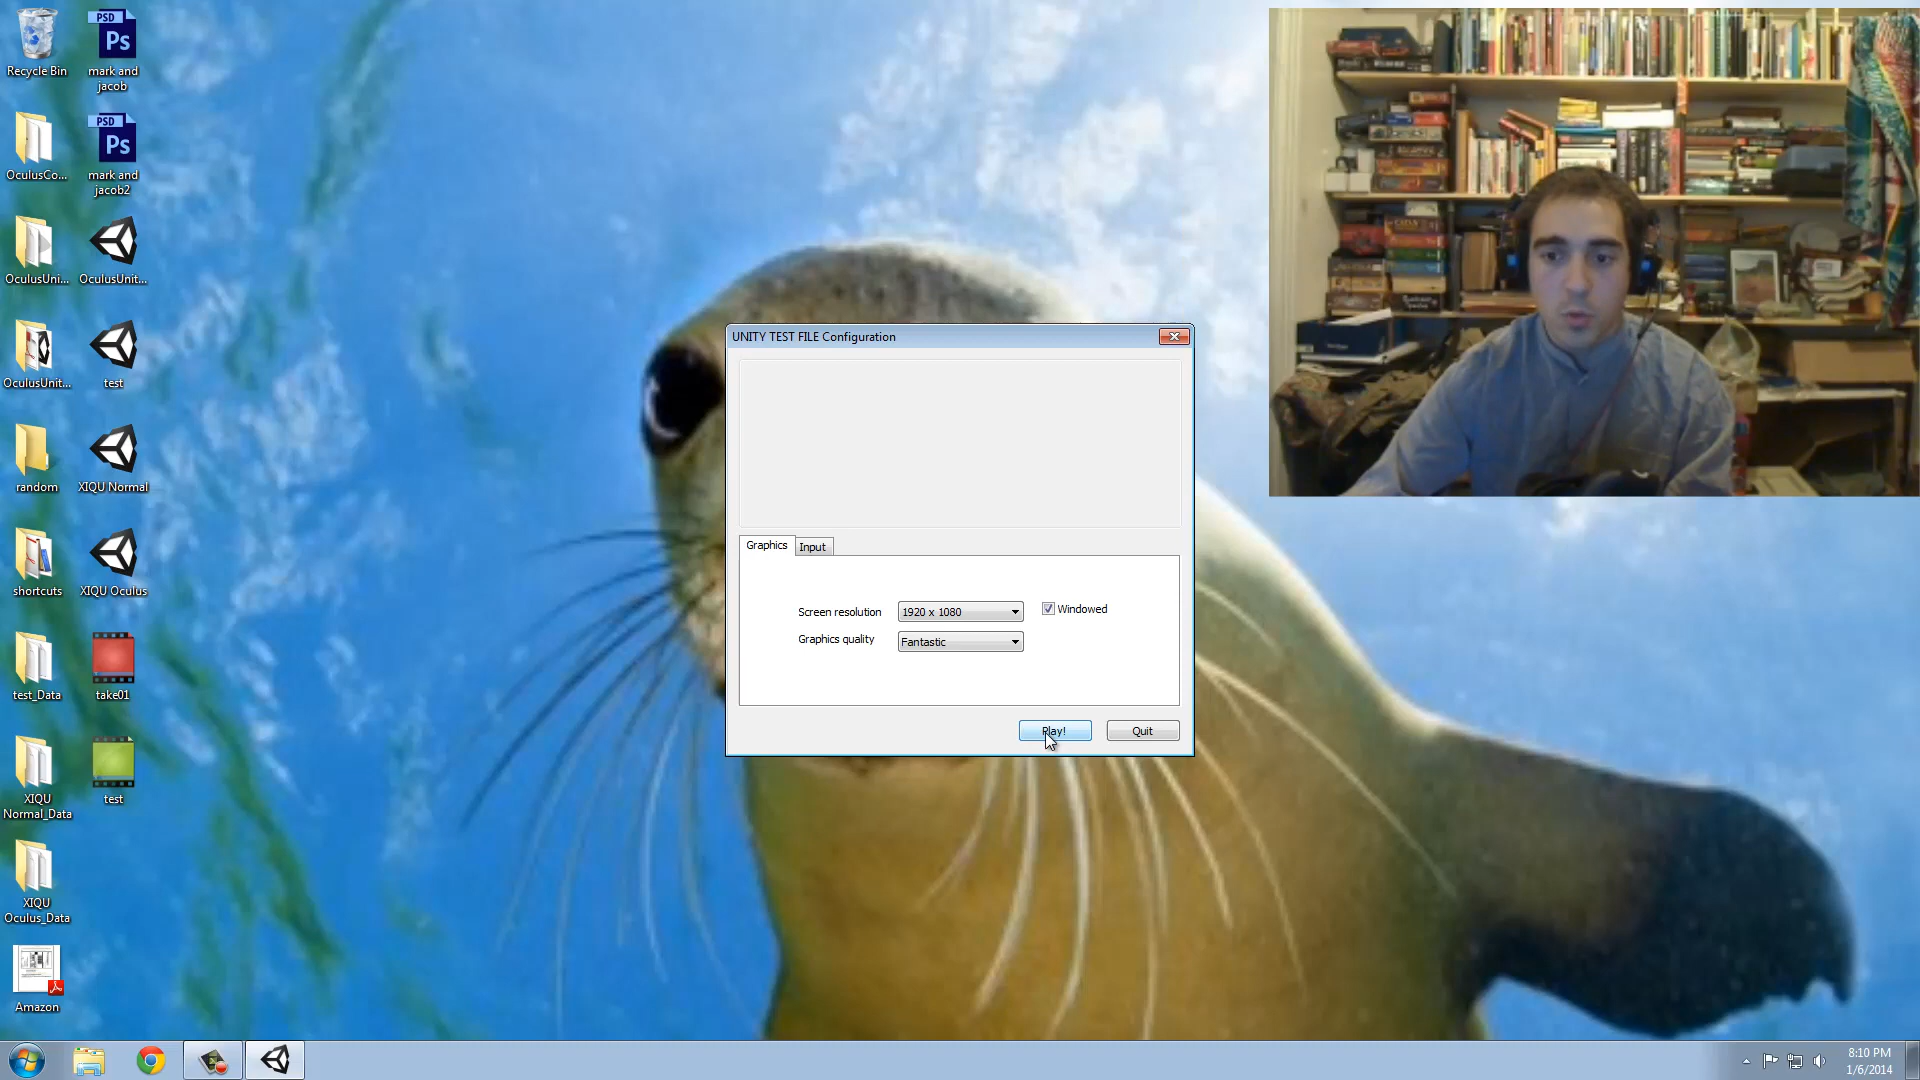 Recycle Bin
PSD
Ps
mark and
jacob
OculusCo...
PSD
Ps
mark and
jacob2
OculusUni...
OculusUnit...
OculusUnit...
test
random
XIQU Normal
shortcuts
XIQU Oculus
test_Data
take01
XIQU
Normal_Data
test
XIQU
Oculus_Data
Amazon
UNITY TEST FILE Configuration
Graphics
Input
Screen resolution
1920 x 1080
Windowed
Graphics quality
Fantastic
Play!
Quit
8:10 PM
1/6/2014